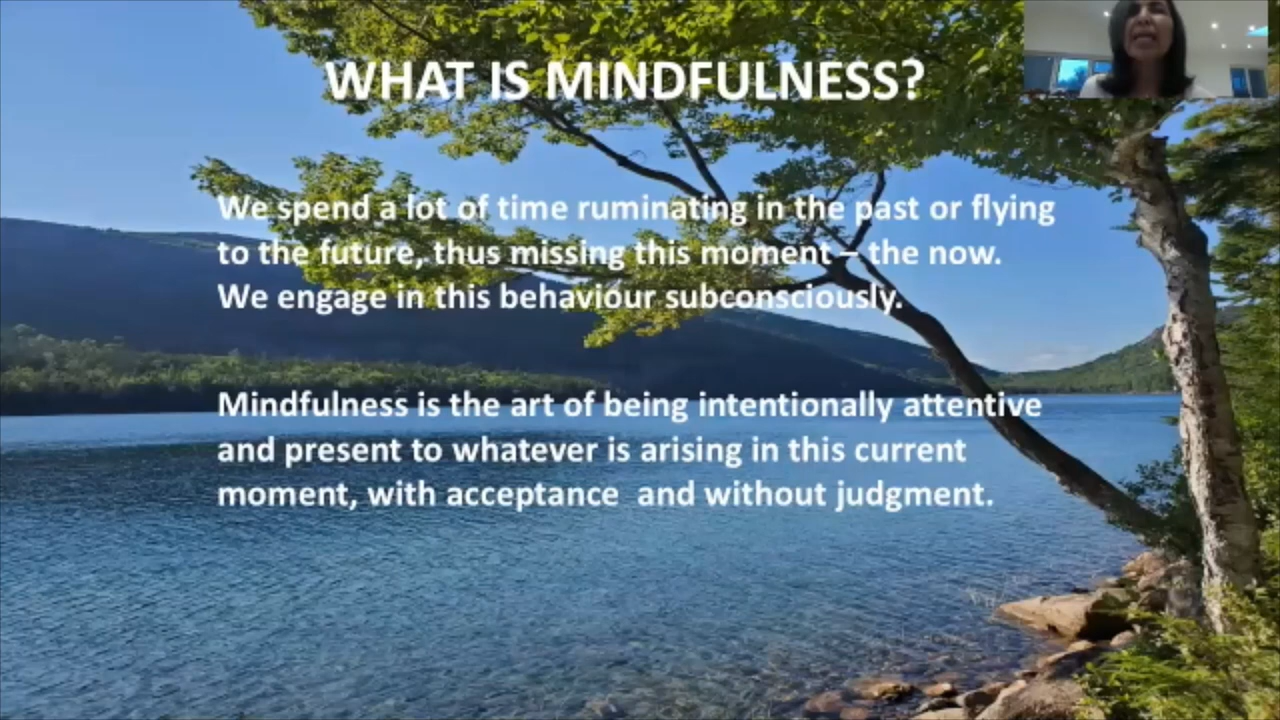 WHAT IS MINDFULNESS?
We spend a lot of time ruminating in the past or flying
to the future, thus missing this moment – the now.
We engage in this behaviour subconsciously.
Mindfulness is the art of being intentionally attentive
and present to whatever is arising in this current
moment, with acceptance  and without judgment.